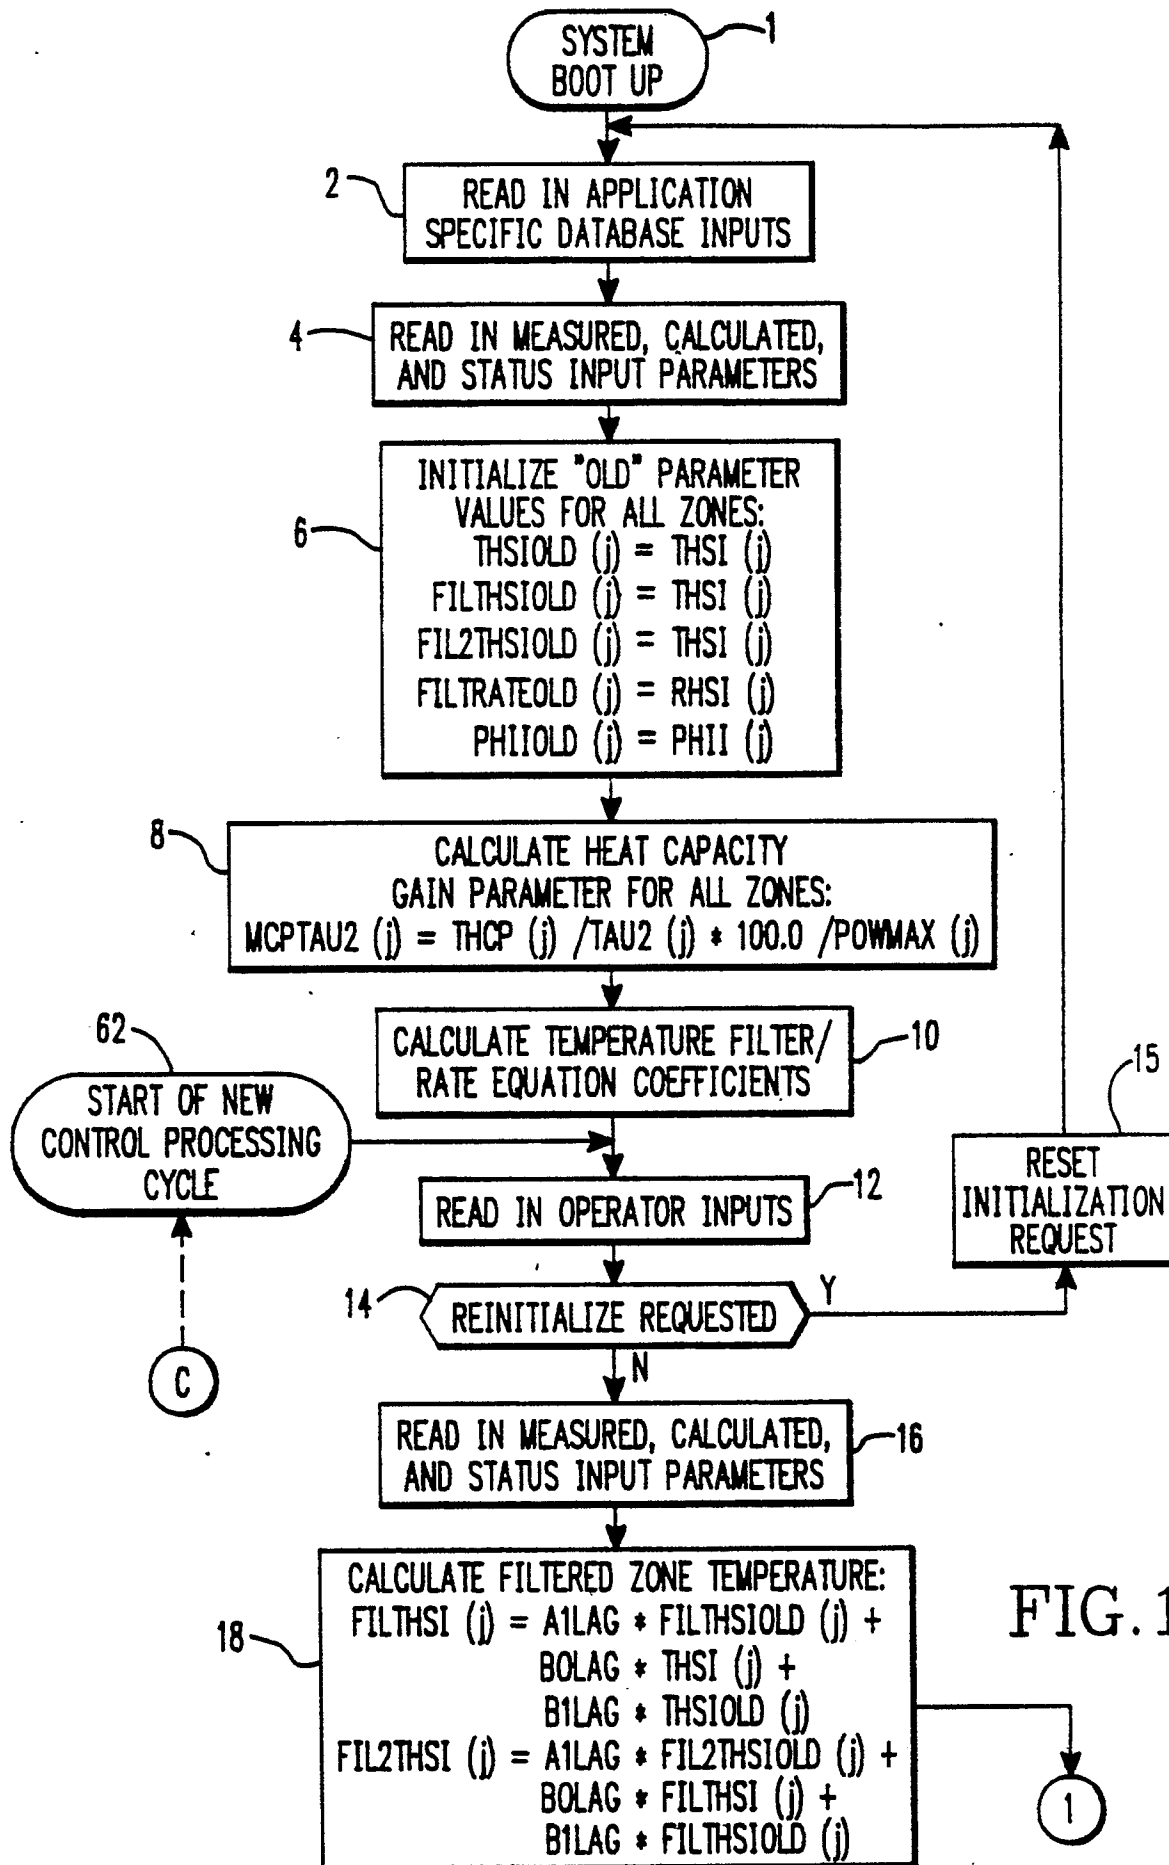 SYSTEM
BOOT UP
1
2
READ IN APPLICATION
SPECIFIC DATABASE INPUTS
4
READ IN MEASURED, CALCULATED,
AND STATUS INPUT PARAMETERS
6
INITIALIZE "OLD" PARAMETER
VALUES FOR ALL ZONES:
THSIOLD (j) = THSI (j)
FILTHSIOLD (j) = THSI (j)
FIL2THSIOLD (j) = THSI (j)
FILTRATEOLD (j) = RHSI (j)
PHIIOLD (j) = PHII (j)
8
CALCULATE HEAT CAPACITY
GAIN PARAMETER FOR ALL ZONES:
MCPTAU2 (j) = THCP (j) /TAU2 (j) * 100.0 /POWMAX (j)
62
START OF NEW
CONTROL PROCESSING
CYCLE
C
CALCULATE TEMPERATURE FILTER/
RATE EQUATION COEFFICIENTS
10
READ IN OPERATOR INPUTS
12
15
RESET
INITIALIZATION
REQUEST
14
REINITIALIZE REQUESTED
Y
N
READ IN MEASURED, CALCULATED,
AND STATUS INPUT PARAMETERS
16
18
CALCULATE FILTERED ZONE TEMPERATURE:
FILTHSI (j) = A1LAG * FILTHSIOLD (j) +
BOLAG * THSI (j) +
B1LAG * THSIOLD (j)
FIL2THSI (j) = A1LAG * FIL2THSIOLD (j) +
BOLAG * FILTHSI (j) +
B1LAG * FILTHSIOLD (j)
1
FIG. 1